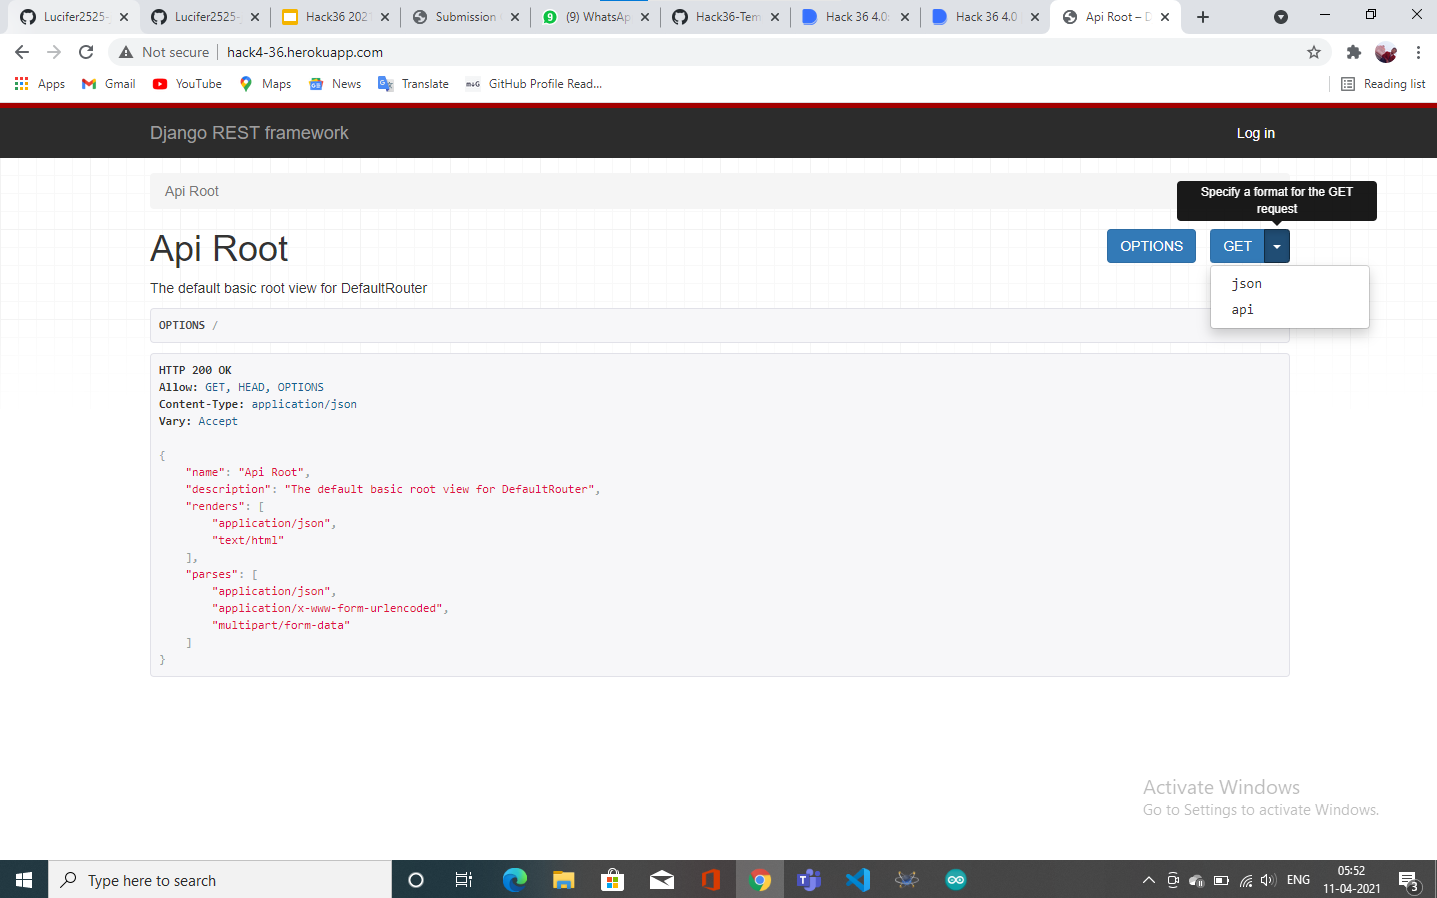 Lucifer2525-
Lucifer2525-
Hack36 2021
Submission
(9) WhatsAp
Hack36-Tem
Hack 36 4.0:
Hack 36 4.0
Api Root – D
Not secure
hack4-36.herokuapp.com
Apps
Gmail
YouTube
Maps
News
Translate
GitHub Profile Read...
Reading list
Django REST framework
Log in
Api Root
Specify a format for the GET
request
Api Root
OPTIONS
GET
json
api
The default basic root view for DefaultRouter
OPTIONS /
HTTP 200 OK
Allow: GET, HEAD, OPTIONS
Content-Type: application/json
Vary: Accept
{
"name": "Api Root",
"description": "The default basic root view for DefaultRouter",
"renders": [
"application/json",
"text/html"
],
"parses": [
"application/json",
"application/x-www-form-urlencoded",
"multipart/form-data"
]
}
Activate Windows
Go to Settings to activate Windows.
Type here to search
ENG
05:52
11-04-2021
3